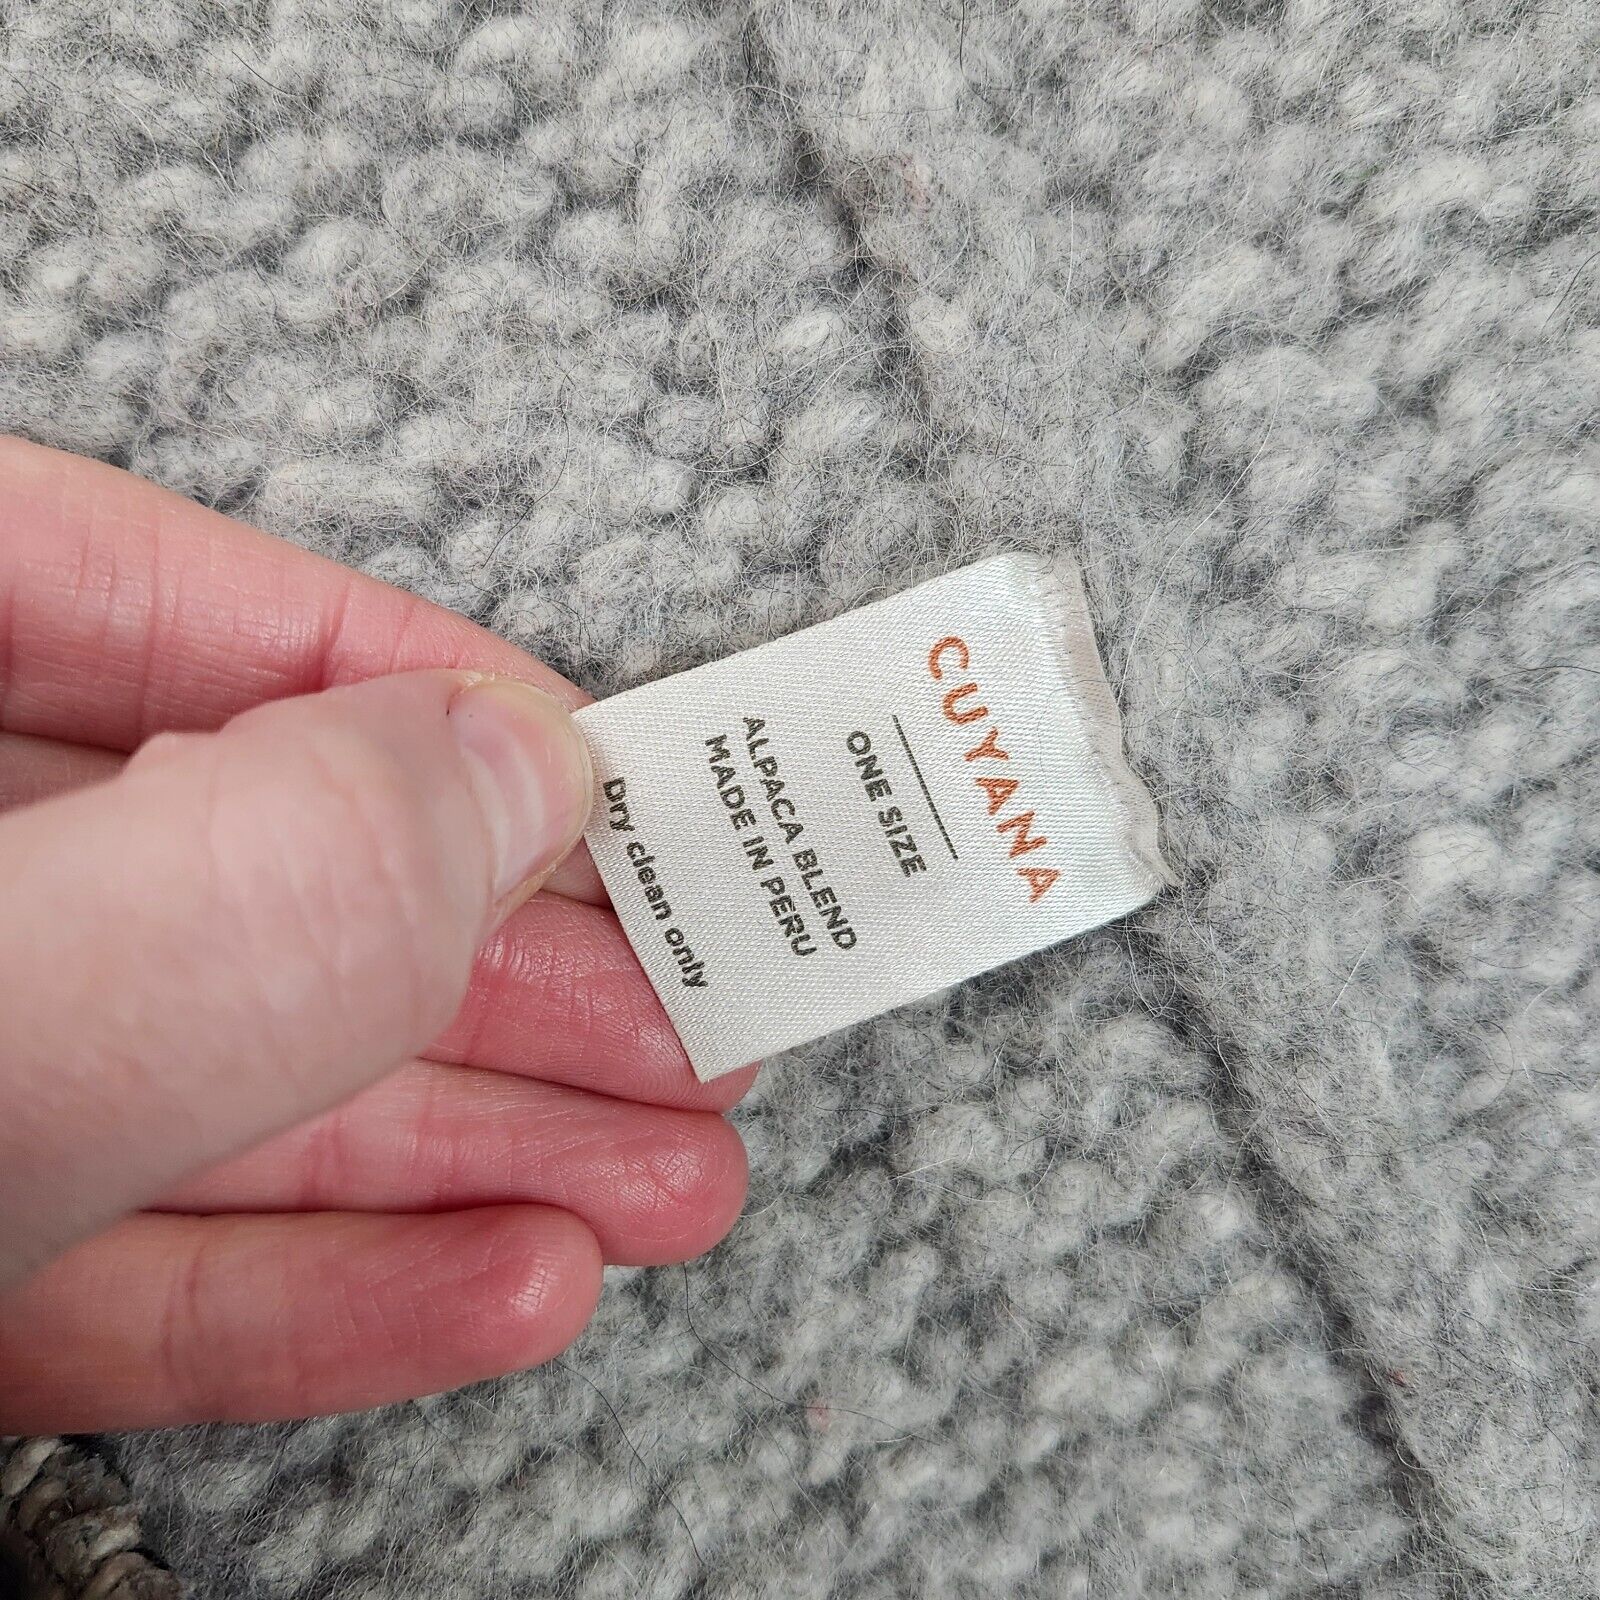 CUYANA
ONE SIZE
ALPACA BLEND
MADE IN PERU
Dry clean only